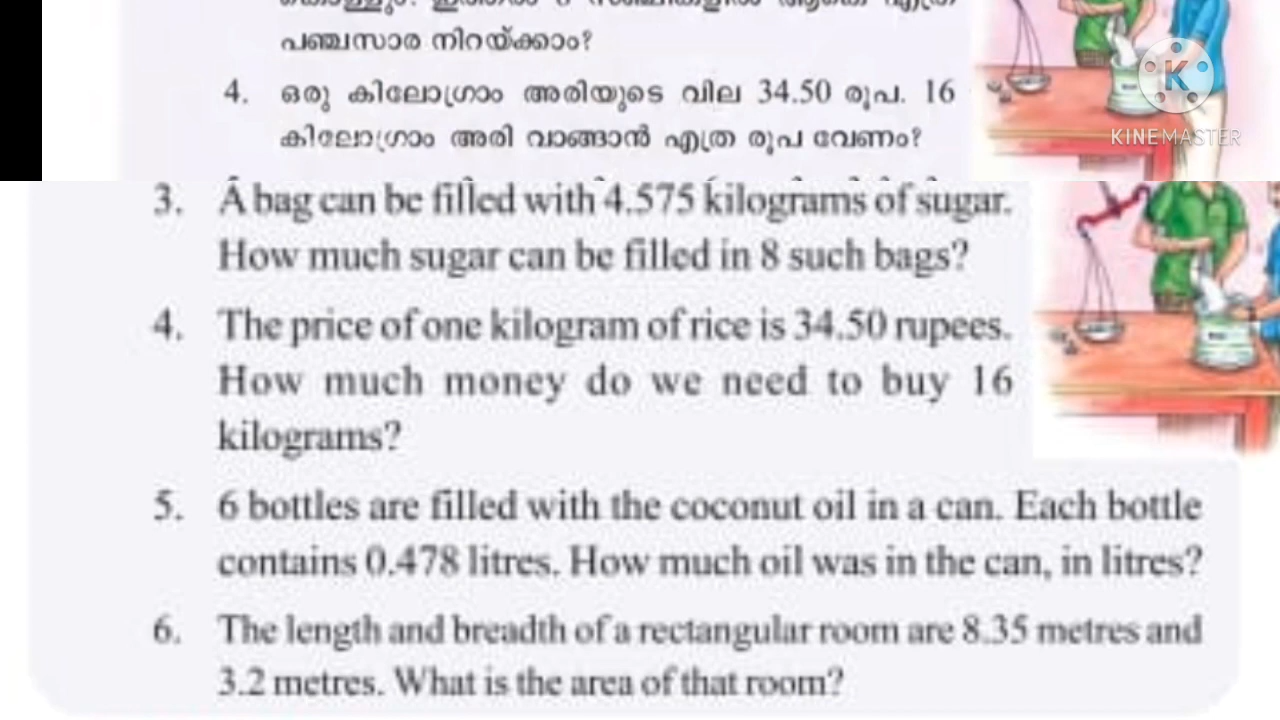 പഞ്ചസാര നിറയ്ക്കാം?
4. ഒരു കിലോഗ്രാം അരിയുടെ വില 34.50 രൂപ. 16
കിലോഗ്രാം അരി വാങ്ങാൻ എത്ര രൂപ വേണം?
KINEMASTER
3. A bag can be filled with 4.575 kilograms of sugar.
How much sugar can be filled in 8 such bags?
4. The price of one kilogram of rice is 34.50 rupees.
How much money do we need to buy 16
kilograms?
5. 6 bottles are filled with the coconut oil in a can. Each bottle
contains 0.478 litres. How much oil was in the can, in litres?
6. The length and breadth of a rectangular room are 8.35 metres and
3.2 metres. What is the area of that room?